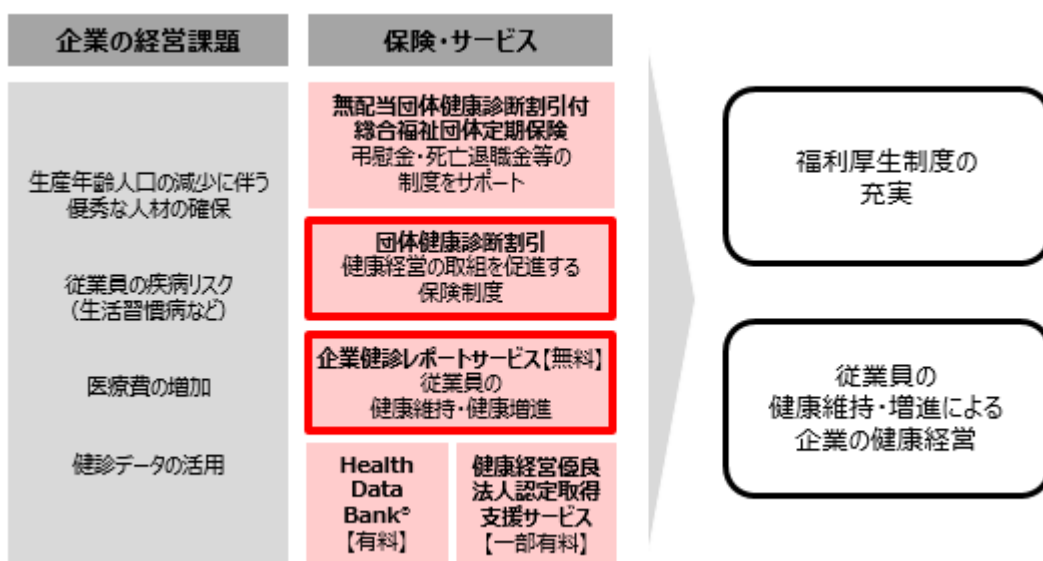 企業の経営課題
保険・サービス
生産年齢人口の減少に伴う
優秀な人材の確保
従業員の疾病リスク
(生活習慣病など)
医療費の増加
健診データの活用
無配当団体健康診断割引付
総合福祉団体定期保険
弔慰金・死亡退職金等の
制度をサポート
団体健康診断割引
健康経営の取組を促進する
保険制度
企業健診レポートサービス【無料】
従業員の
健康維持・健康増進
Health
Data
Bank®
【有料】
健康経営優良
法人認定取得
支援サービス
【一部有料】
福利厚生制度の
充実
従業員の
健康維持・増進による
企業の健康経営